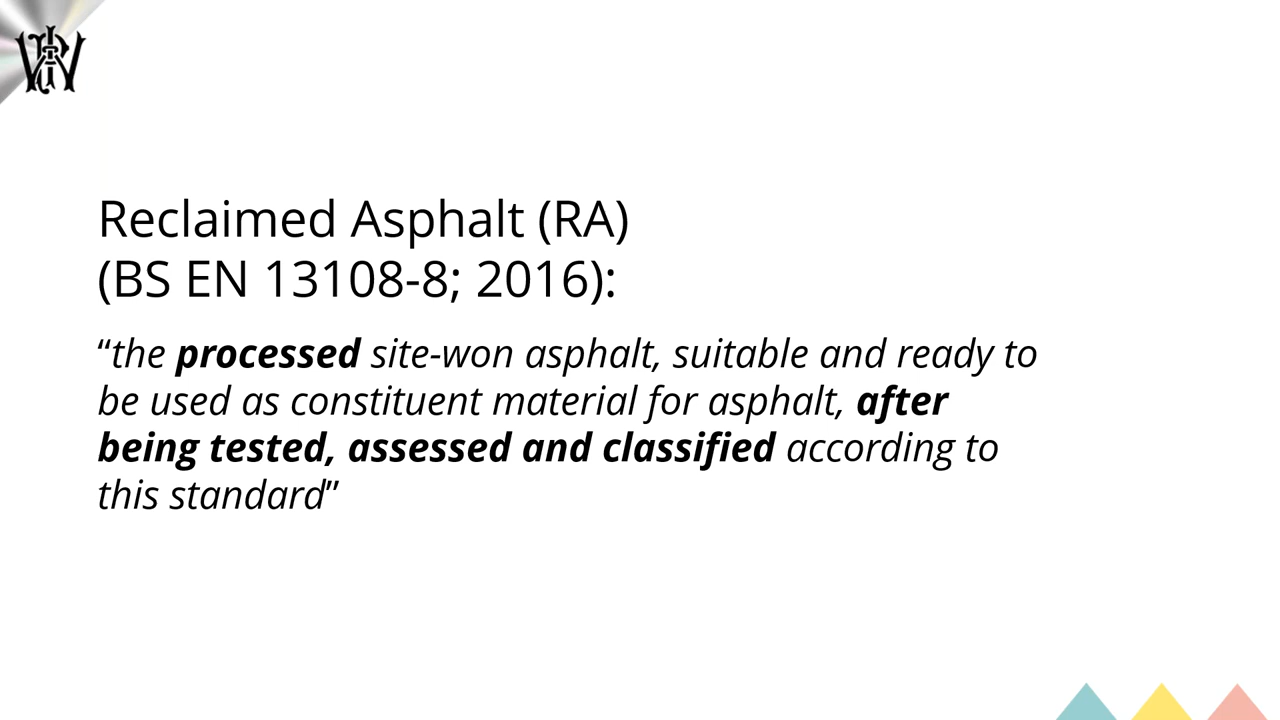 Reclaimed Asphalt (RA)
(BS EN 13108-8; 2016):
“the processed site-won asphalt, suitable and ready to
be used as constituent material for asphalt, after
being tested, assessed and classified according to
this standard”